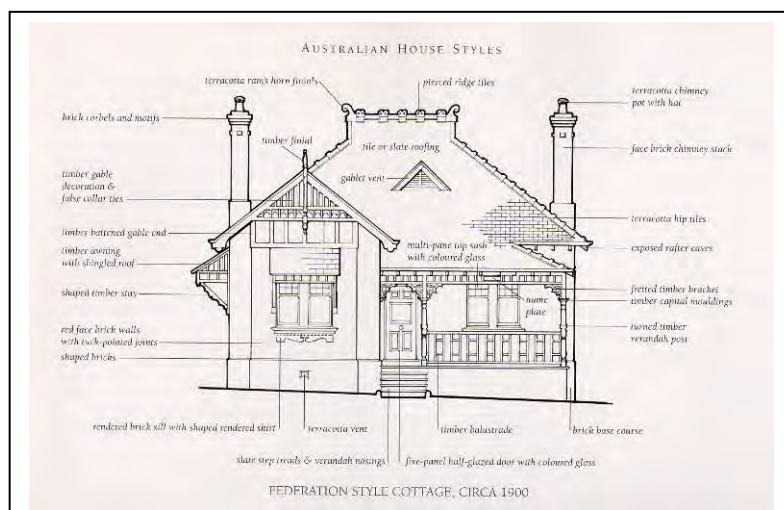 AUSTRALIAN HOUSE STYLES
terracotta ram's horn finials
pierced ridge tiles
terracotta chimney
pot with hat
brick corbels and motifs
timber finial
tile or slate roofing
face brick chimney stack
gablet vent
timber gable
decoration &
false collar ties
terracotta hip tiles
timber battened gable end
multi-pane top sash
with coloured glass
exposed rafter eaves
timber awning
with shingled roof
shaped timber stay
name
plate
fretted timber bracket
timber capital mouldings
turned timber
verandah post
red face brick walls
with tuck-pointed joints
shaped bricks
rendered brick sill with shaped rendered skirt
terracotta vent
timber balustrade
brick base course
slate step treads & verandah nosings
five-panel half-glazed door with coloured glass
FEDERATION STYLE COTTAGE, CIRCA 1900